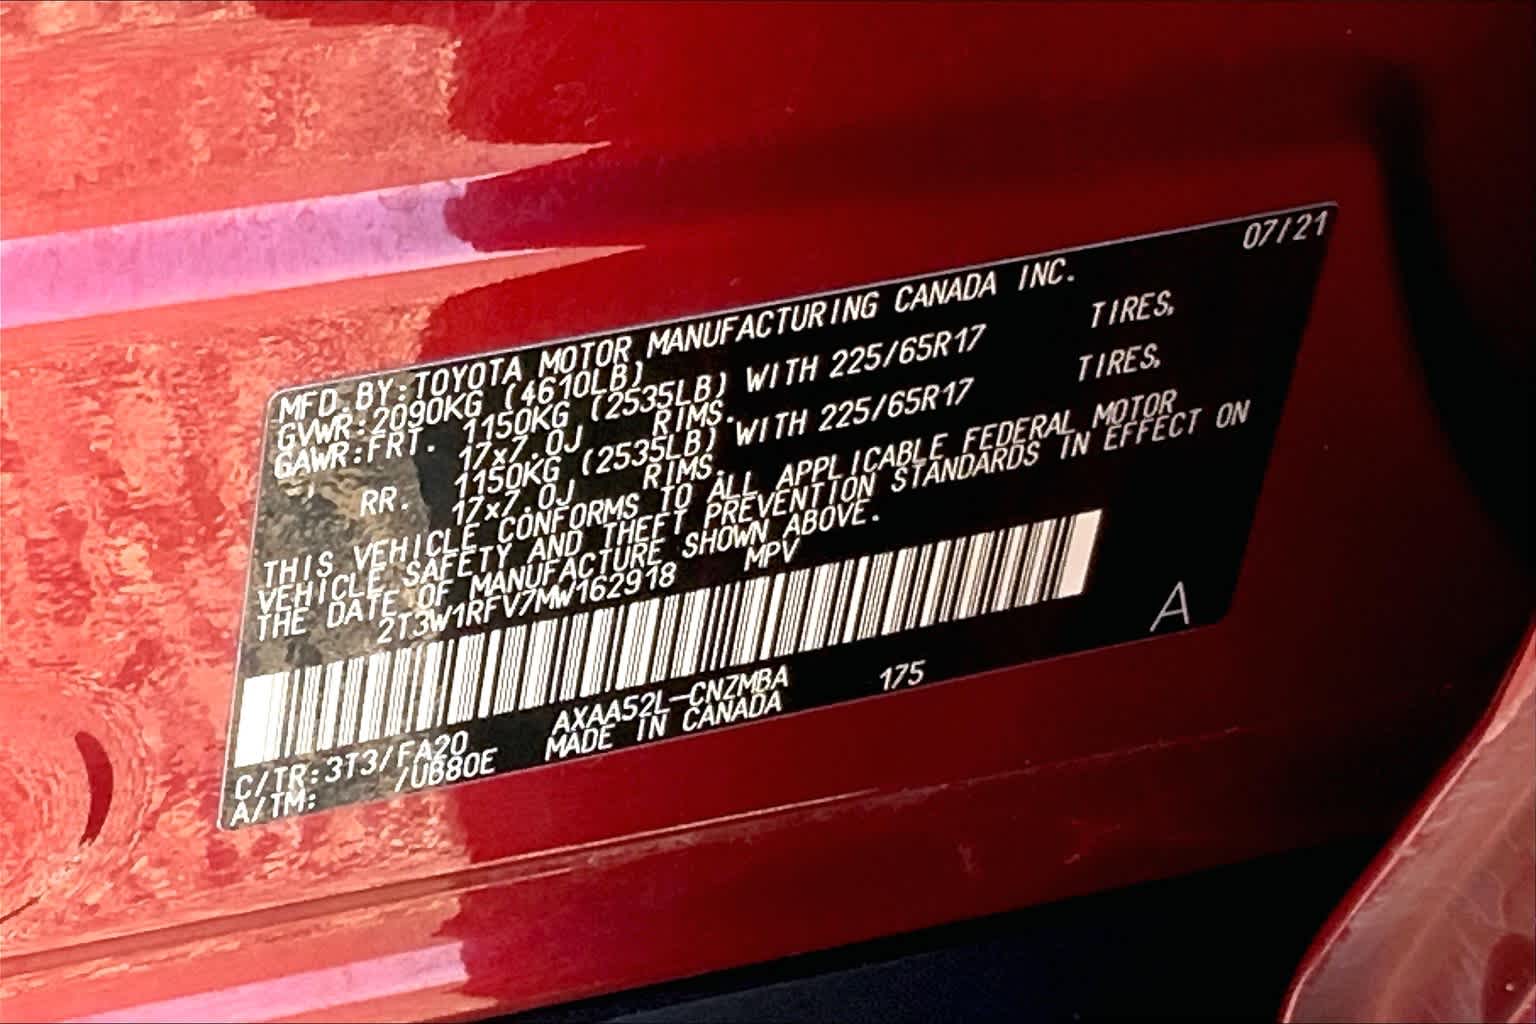 07/21
MFD. BY: TOYOTA MOTOR MANUFACTURING CANADA INC.
GVWR: 2090KG (4610LB)
GAWR: FRT. 1150KG (2535LB) WITH 225/65R17 TIRES,
17x7.0J RIMS.
RR. 1150KG (2535LB) WITH 225/65R17 TIRES,
17x7.0J RIMS.
THIS VEHICLE CONFORMS TO ALL APPLICABLE FEDERAL MOTOR
VEHICLE SAFETY AND THEFT PREVENTION STANDARDS IN EFFECT ON
THE DATE OF MANUFACTURE SHOWN ABOVE.
2T3W1RFV7MW162918 MPV
A
C/TR: 3T3/FA20 AXAA52L-CNZMBA 175
A/TM: /UB80E MADE IN CANADA